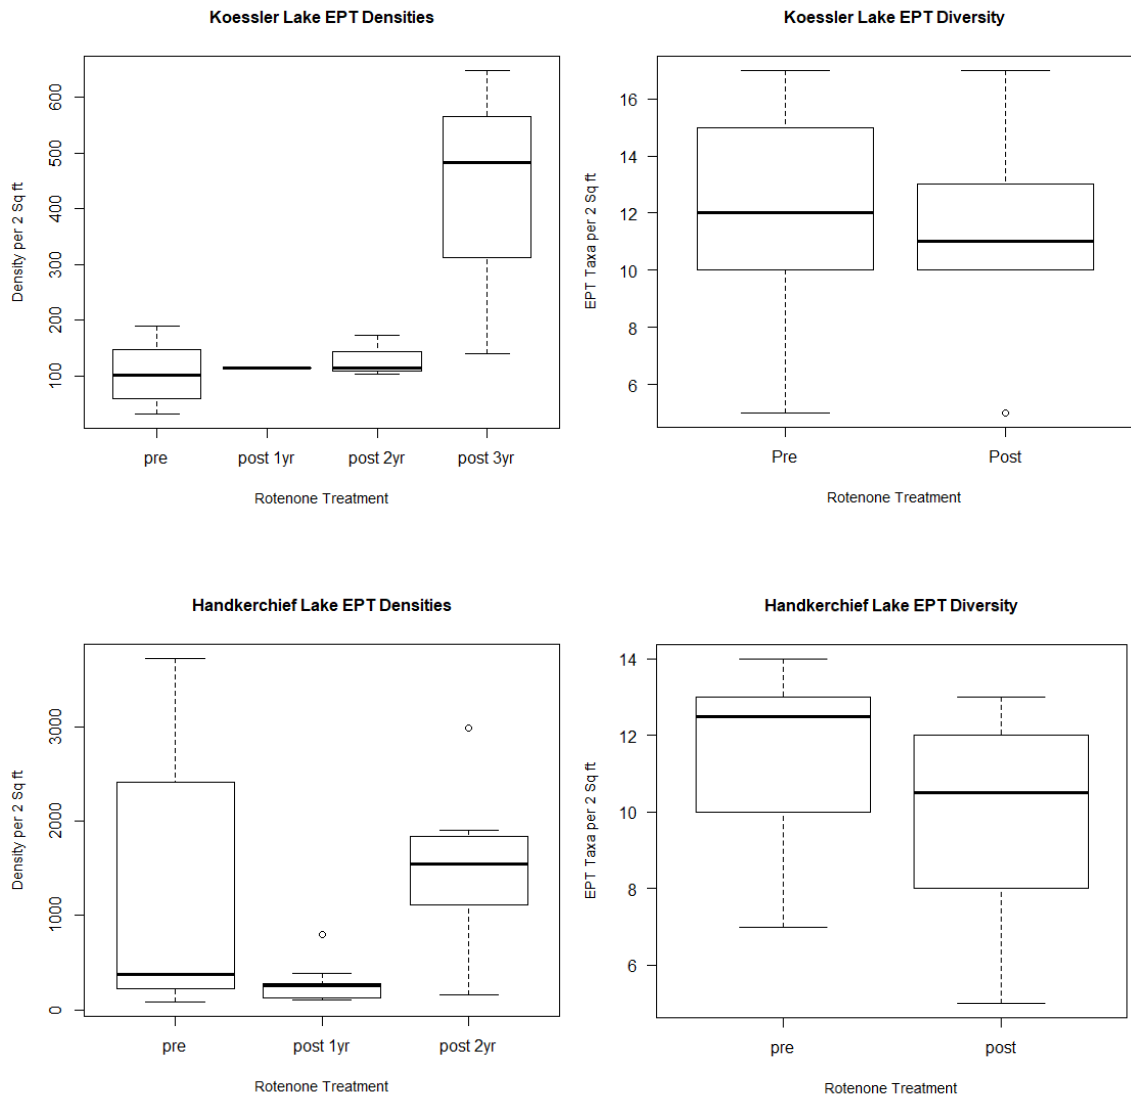 Koessler Lake EPT Densities
Density per 2 Sq ft
600
500
400
300
200
100
pre
post 1yr
post 2yr
post 3yr
Rotenone Treatment
Koessler Lake EPT Diversity
EPT Taxa per 2 Sq ft
16
14
12
10
8
6
Pre
Post
Rotenone Treatment
Handkerchief Lake EPT Densities
Density per 2 Sq ft
3000
2000
1000
0
pre
post 1yr
post 2yr
Rotenone Treatment
Handkerchief Lake EPT Diversity
EPT Taxa per 2 Sq ft
14
12
10
8
6
pre
post
Rotenone Treatment